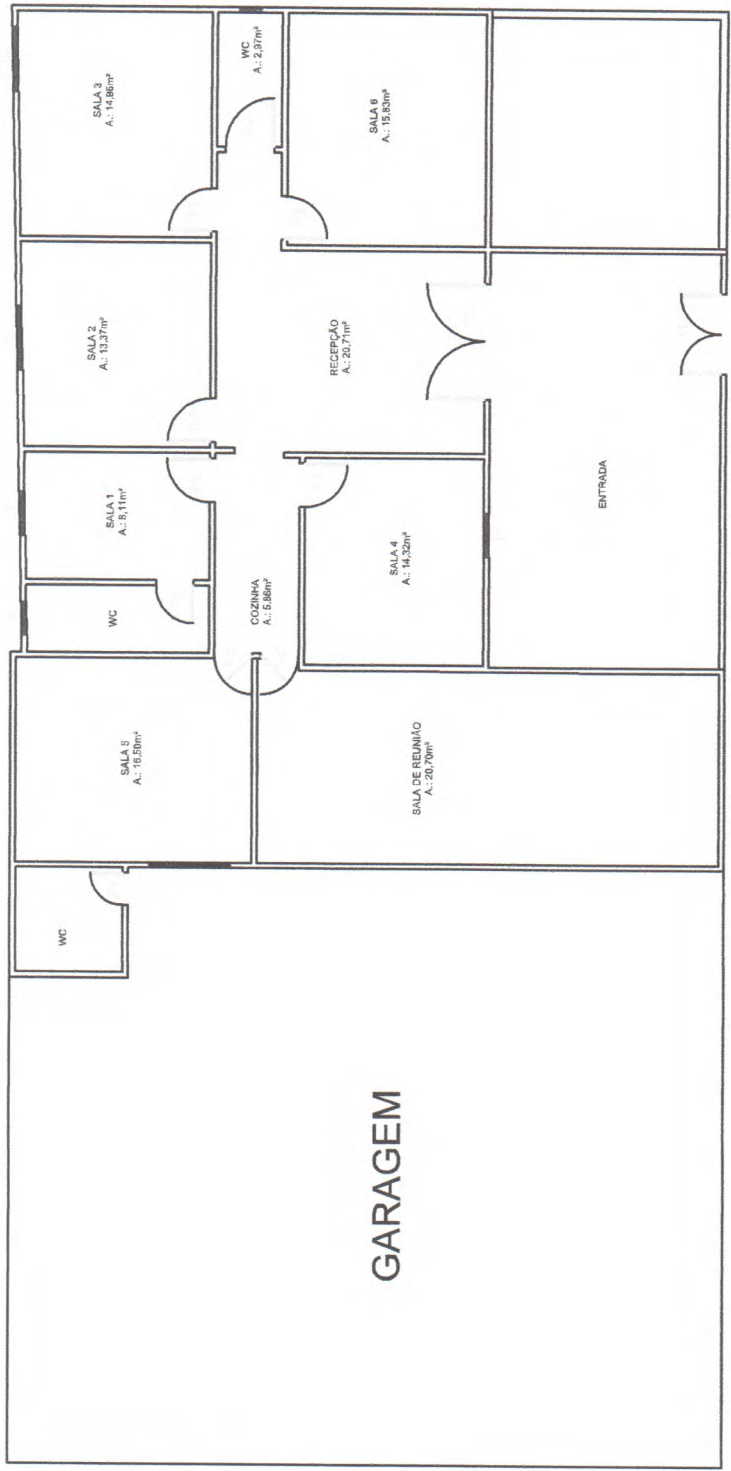 SALA 3
A.: 14,96m²
WC
A.: 2,97m²
SALA 6
A.: 15,83m²
SALA 2
A.: 13,37m²
RECEPÇÃO
A.: 20,71m²
SALA 1
A.: 8,11m²
WC
COZINHA
A.: 5,86m²
SALA 4
A.: 14,32m²
ENTRADA
SALA 5
A.: 16,50m²
SALA DE REUNIÃO
A.: 20,70m²
WC
GARAGEM